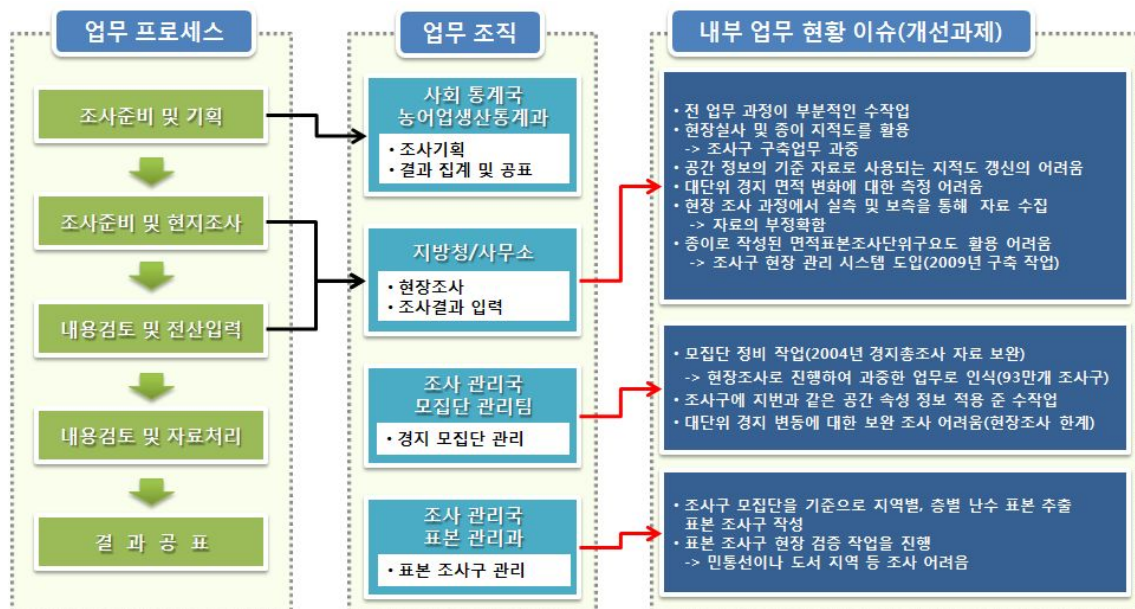 업무 프로세스
조사준비 및 기획
조사준비 및 현지조사
내용검토 및 전산입력
내용검토 및 자료처리
결 과 공 표
업무 조직
사회 통계국
농어업생산통계과
• 조사기획
• 결과 집계 및 공표
지방청/사무소
• 현장조사
• 조사결과 입력
조사 관리국
모집단 관리팀
• 경지 모집단 관리
조사 관리국
표본 관리과
• 표본 조사구 관리
내부 업무 현황 이슈(개선과제)
• 전 업무 과정이 부분적인 수작업
• 현장실사 및 종이 지적도를 활용
-> 조사구 구축업무 과중
• 공간 정보의 기준 자료로 사용되는 지적도 갱신의 어려움
• 대단위 경지 면적 변화에 대한 측정 어려움
• 현장 조사 과정에서 실측 및 보측을 통해 자료 수집
-> 자료의 부정확함
• 종이로 작성된 면적표본조사단위구요도 활용 어려움
-> 조사구 현장 관리 시스템 도입(2009년 구축 작업)
• 모집단 정비 작업(2004년 경지총조사 자료 보완)
-> 현장조사로 진행하여 과중한 업무로 인식(93만개 조사구)
• 조사구에 지번과 같은 공간 속성 정보 적용 준 수작업
• 대단위 경지 변동에 대한 보완 조사 어려움(현장조사 한계)
• 조사구 모집단을 기준으로 지역별, 층별 난수 표본 추출
표본 조사구 작성
• 표본 조사구 현장 검증 작업을 진행
-> 민통선이나 도서 지역 등 조사 어려움